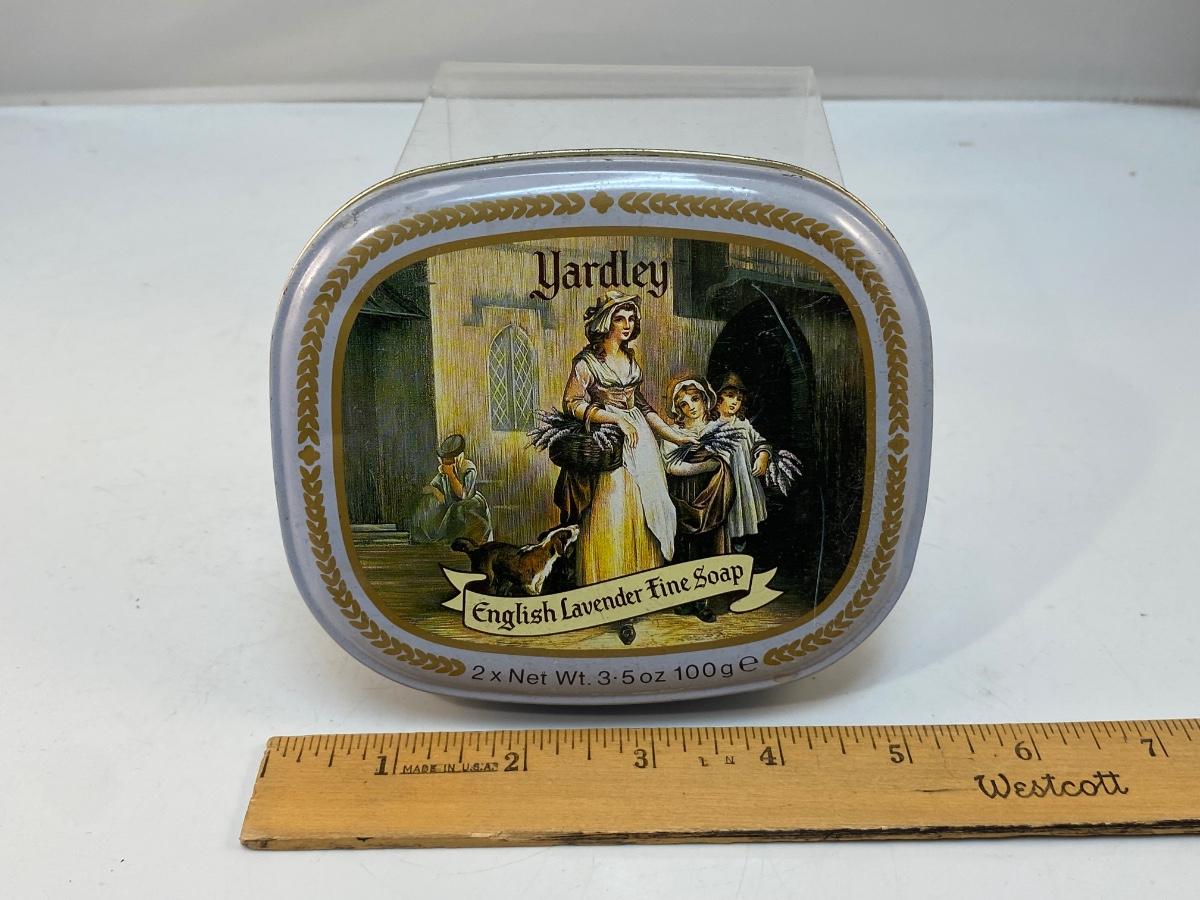 Yardley
English Lavender Fine Soap
2 x Net Wt. 3·5 oz 100g e
1 2 3 4 5 6 7
MADE IN U.S.A.
Westcott